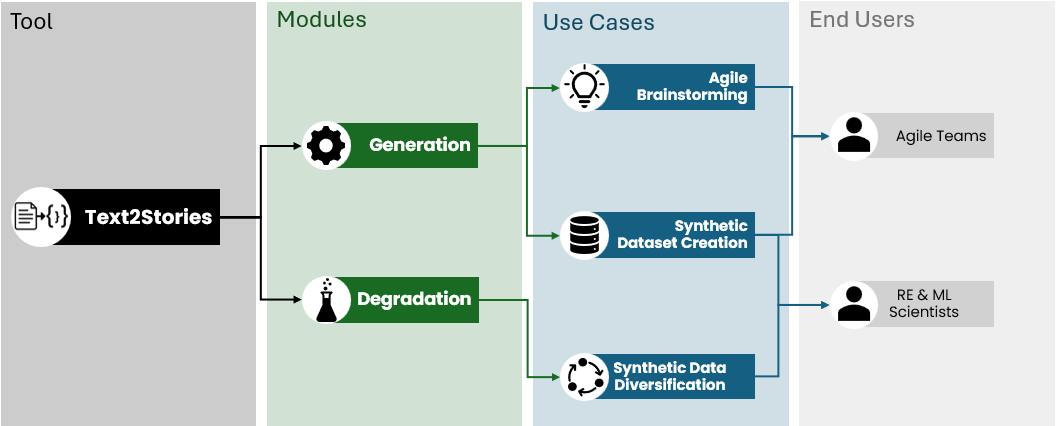 Tool
Modules
Use Cases
End Users
{}
Text2Stories
Generation
Degradation
Agile
Brainstorming
Synthetic
Dataset Creation
Synthetic Data
Diversification
Agile Teams
RE & ML
Scientists